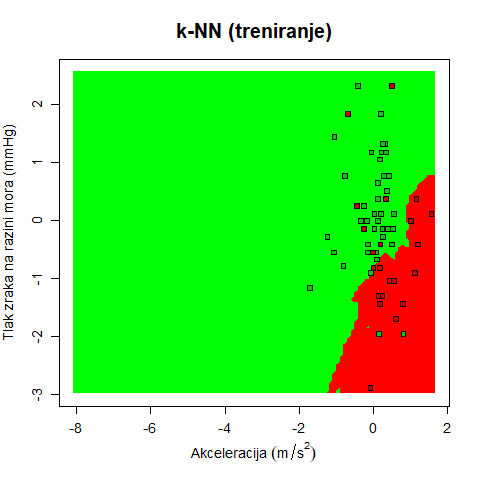 k-NN (treniranje)
Tlak zraka na razini mora (mmHg)
2
1
0
-1
-2
-3
-8 -6 -4 -2 0 2
Akceleracija (m/s²)